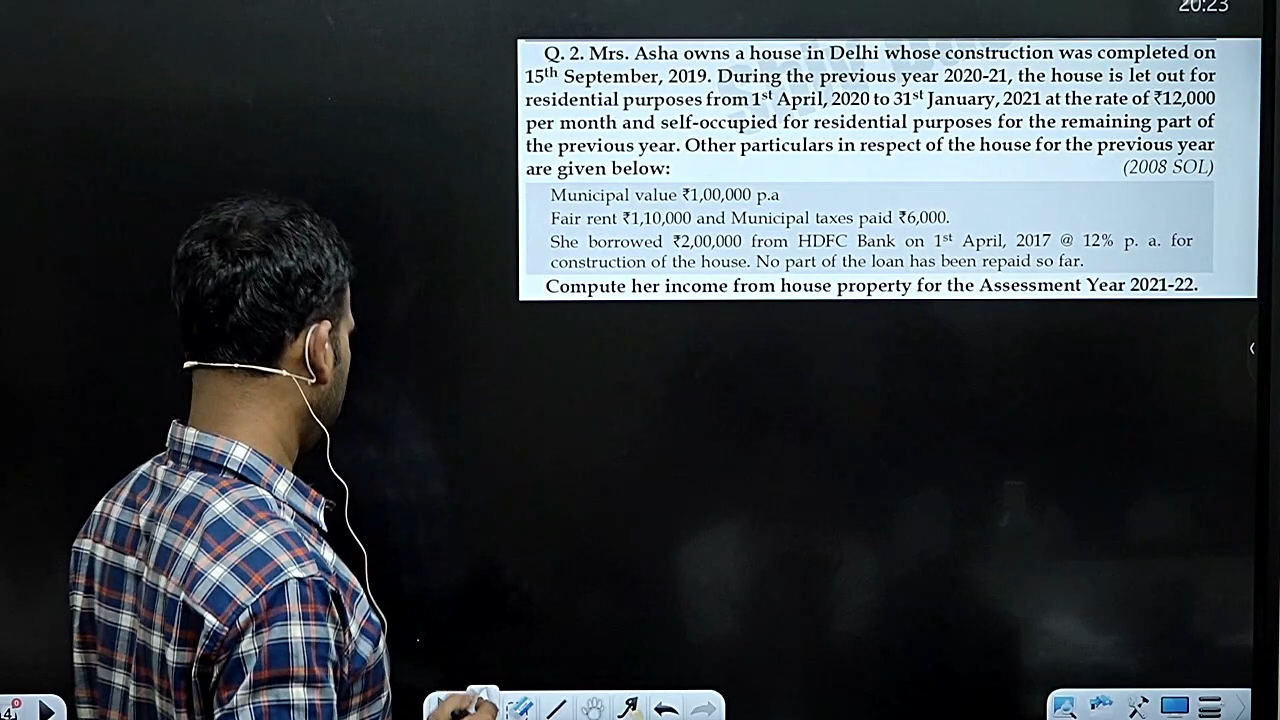 20:23
Q. 2. Mrs. Asha owns a house in Delhi whose construction was completed on
15th September, 2019. During the previous year 2020-21, the house is let out for
residential purposes from 1st April, 2020 to 31st January, 2021 at the rate of ₹12,000
per month and self-occupied for residential purposes for the remaining part of
the previous year. Other particulars in respect of the house for the previous year
are given below: (2008 SOL)
Municipal value ₹1,00,000 p.a
Fair rent ₹1,10,000 and Municipal taxes paid ₹6,000.
She borrowed ₹2,00,000 from HDFC Bank on 1st April, 2017 @ 12% p. a. for
construction of the house. No part of the loan has been repaid so far.
Compute her income from house property for the Assessment Year 2021-22.